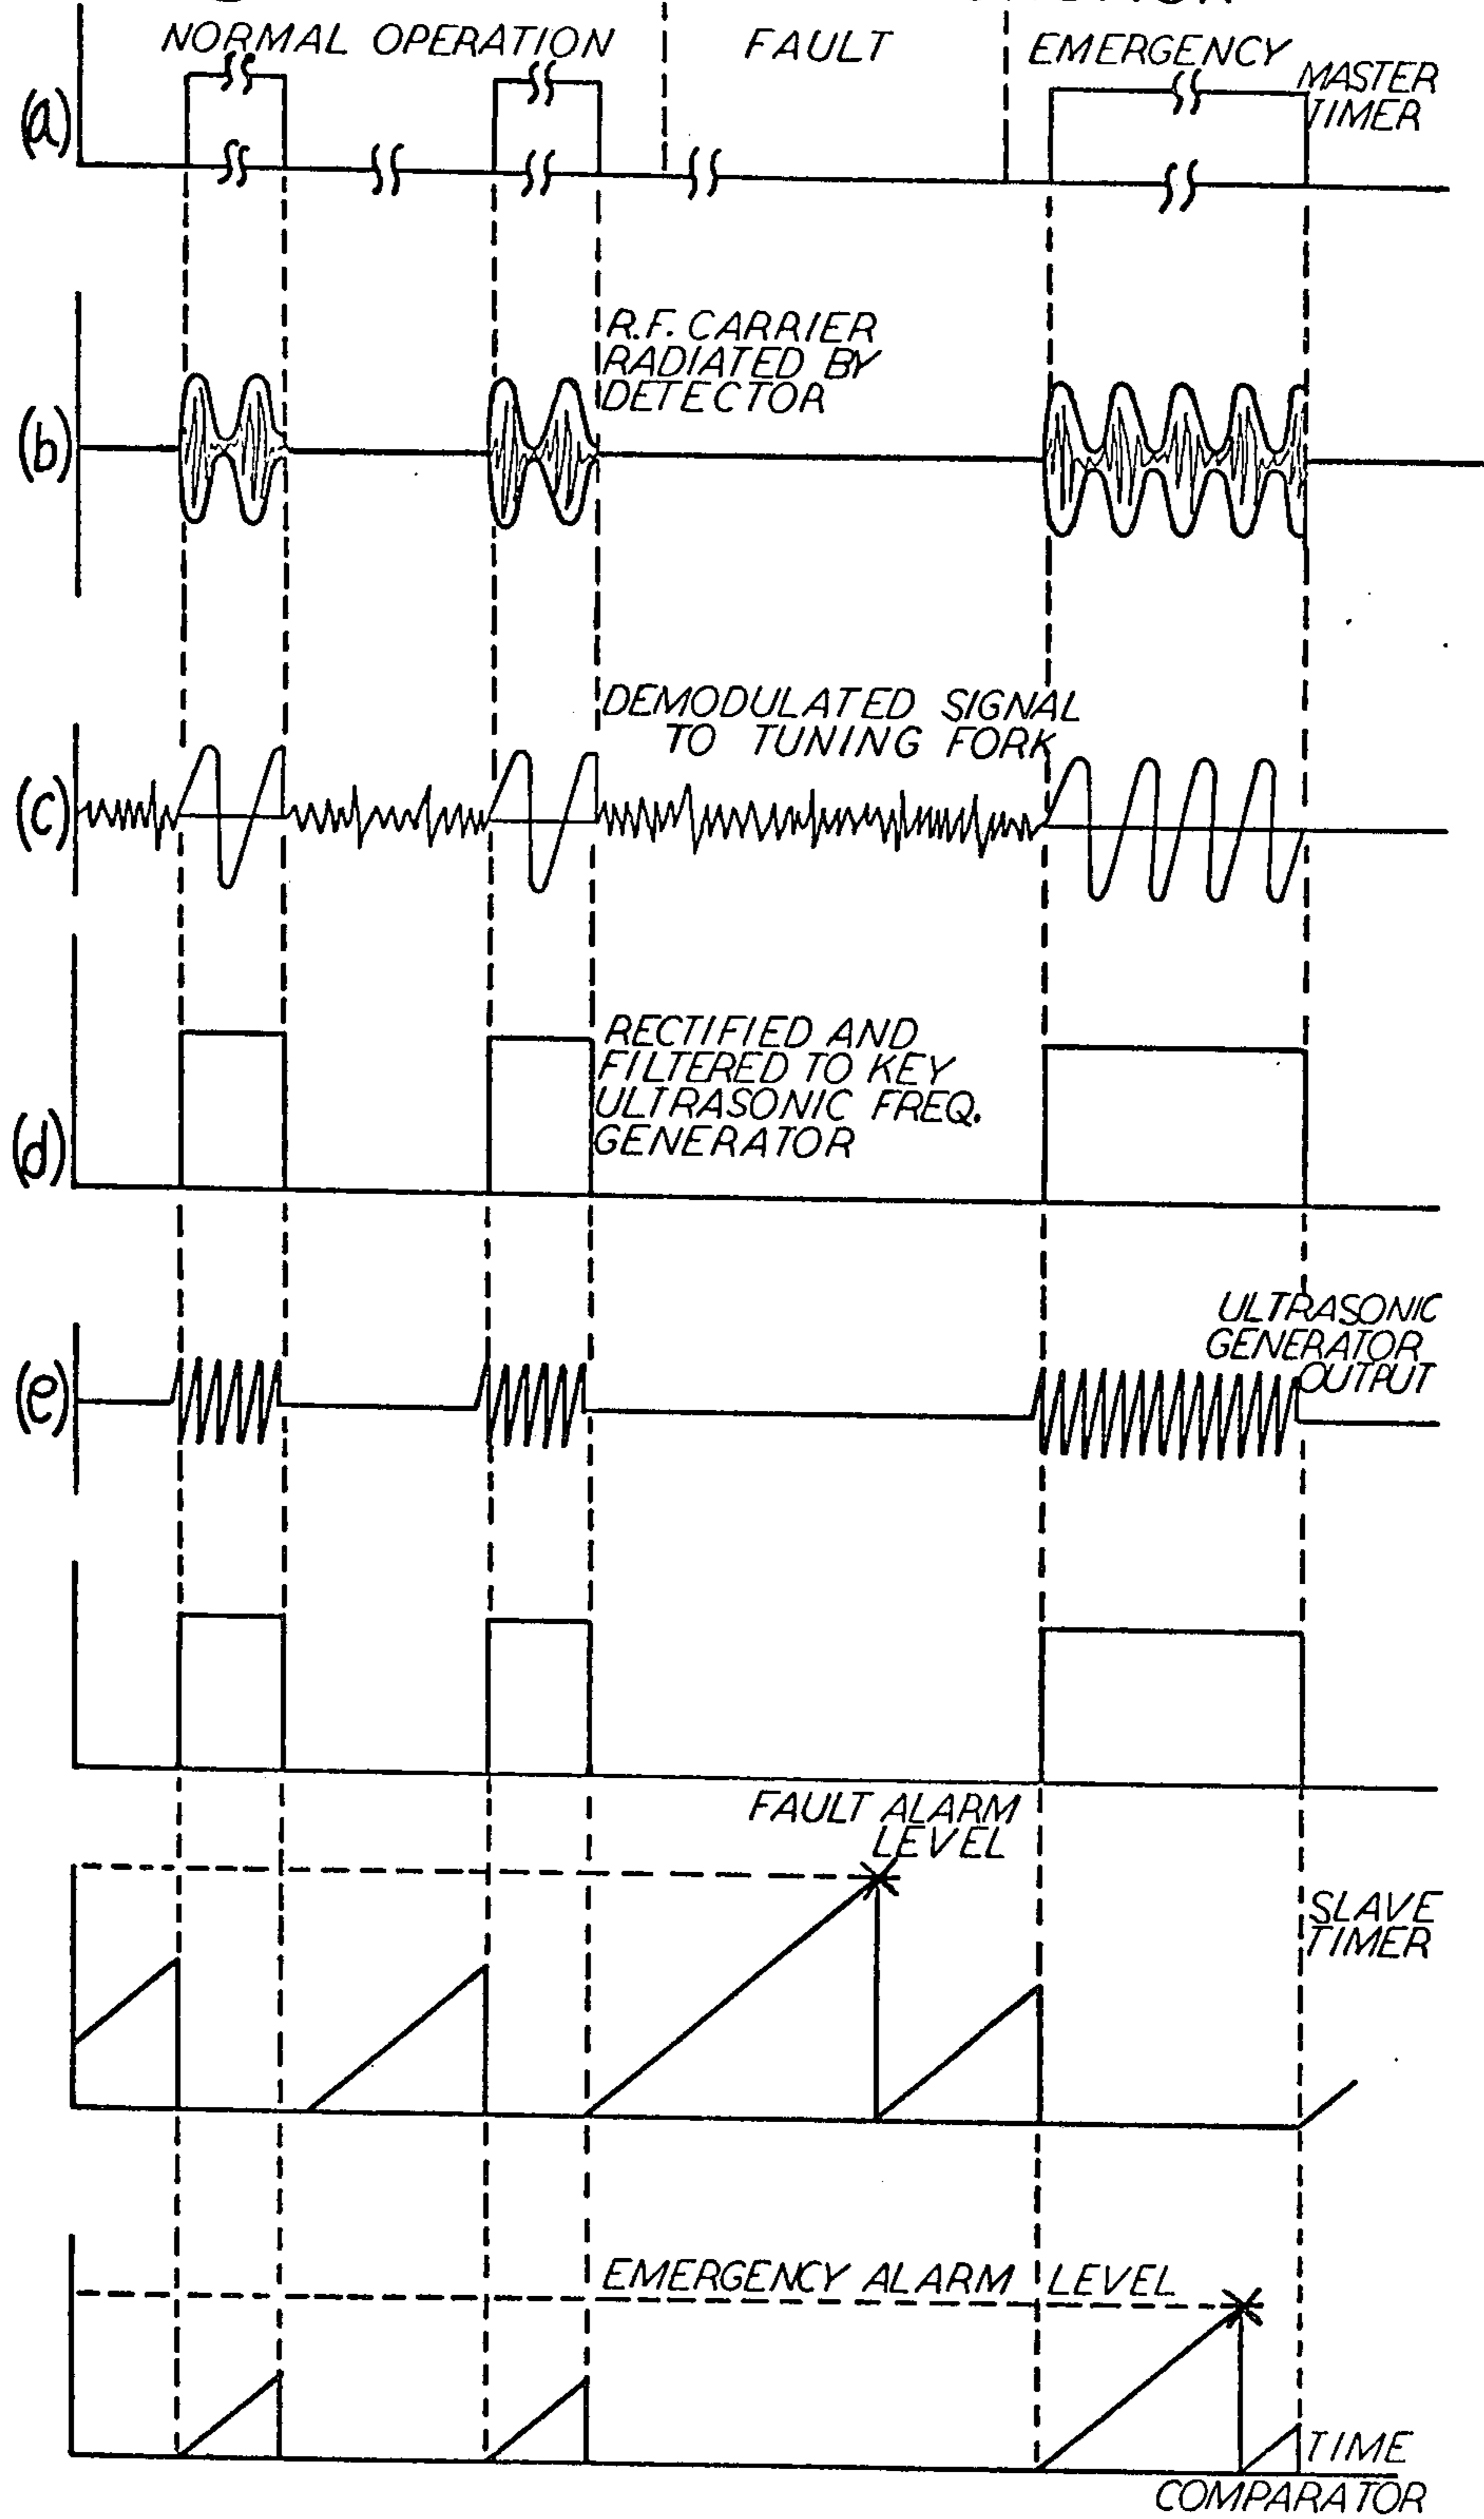 NORMAL OPERATION
FAULT
EMERGENCY
MASTER
TIMER
(a)
R.F. CARRIER
RADIATED BY
DETECTOR
(b)
DEMODULATED SIGNAL
TO TUNING FORK
(c)
RECTIFIED AND
FILTERED TO KEY
ULTRASONIC FREQ.
GENERATOR
(d)
ULTRASONIC
GENERATOR
OUTPUT
(e)
FAULT ALARM
LEVEL
SLAVE
TIMER
EMERGENCY ALARM LEVEL
TIME
COMPARATOR